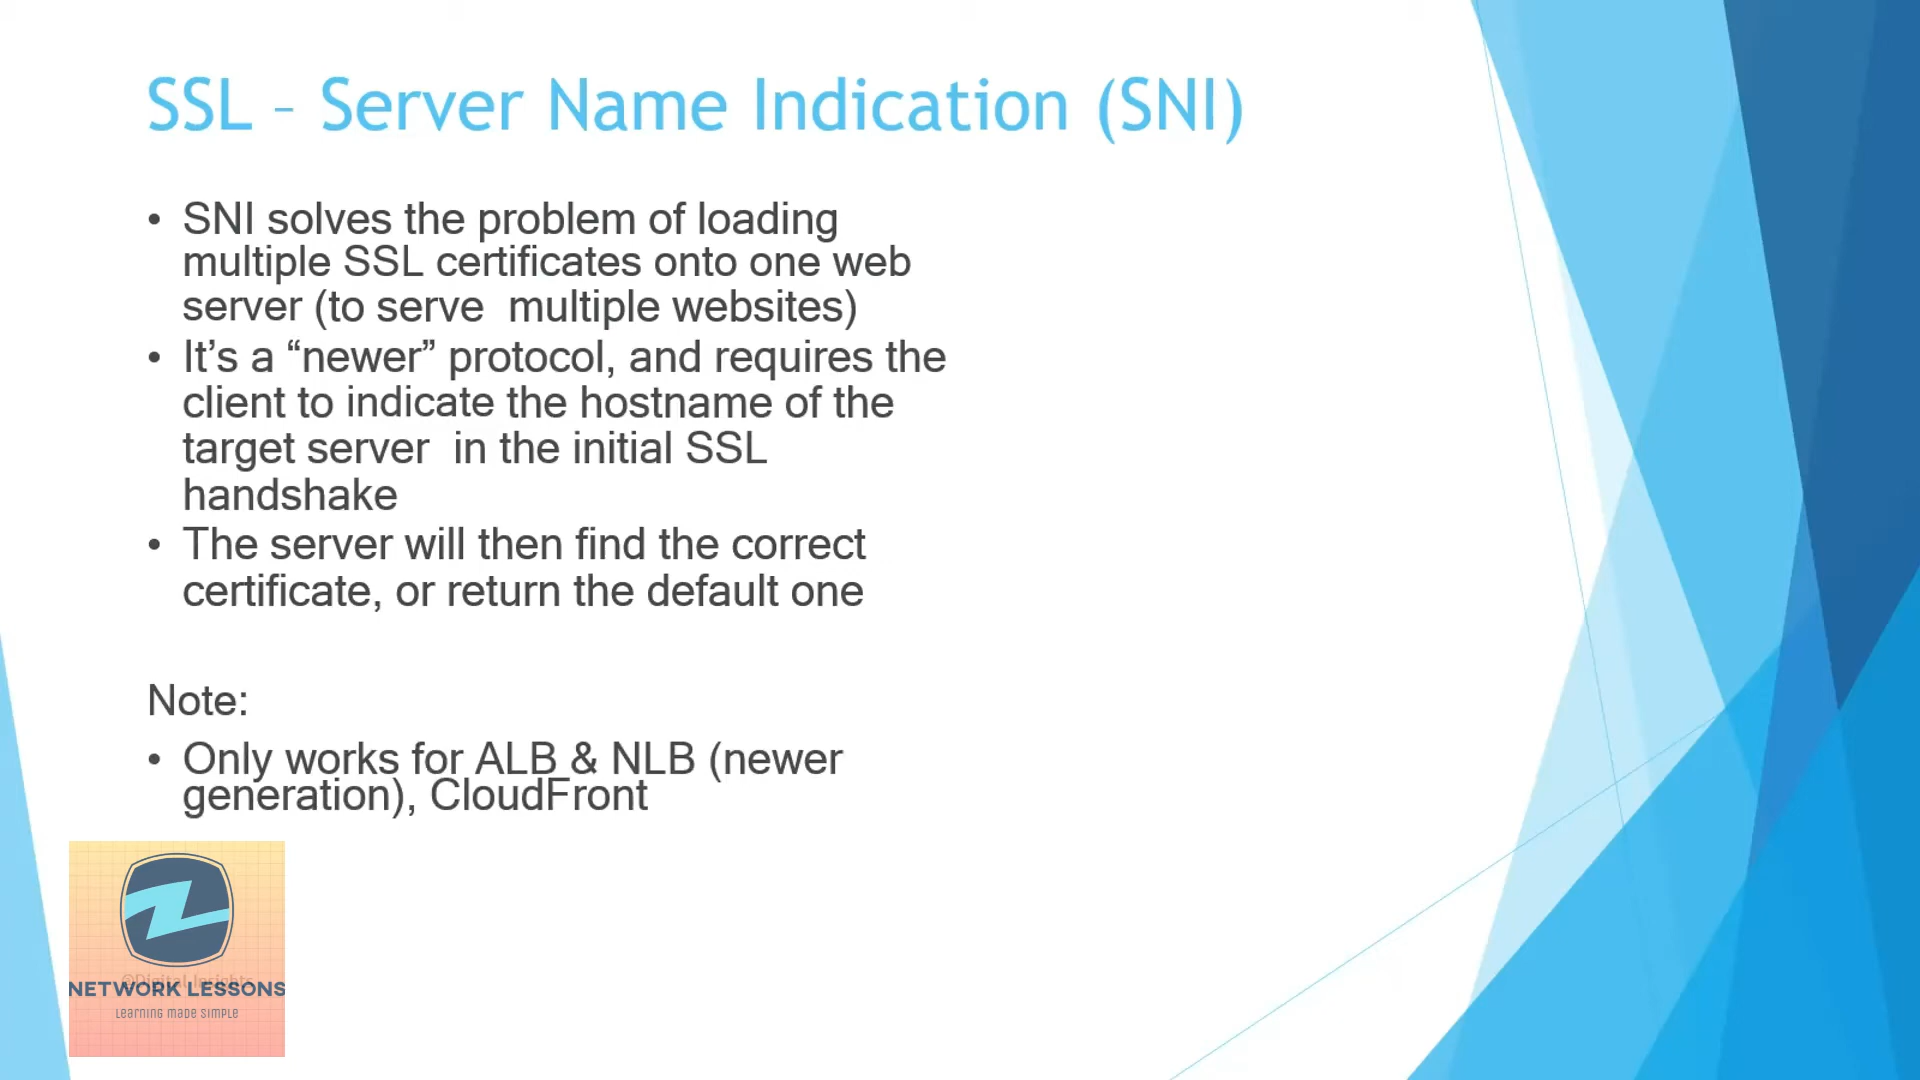 SSL – Server Name Indication (SNI)
• SNI solves the problem of loading
multiple SSL certificates onto one web
server (to serve  multiple websites)
• It’s a “newer” protocol, and requires the
client to indicate the hostname of the
target server  in the initial SSL
handshake
• The server will then find the correct
certificate, or return the default one
Note:
• Only works for ALB & NLB (newer
generation), CloudFront
©Digital Insights
NETWORK LESSONS
Learning made simple